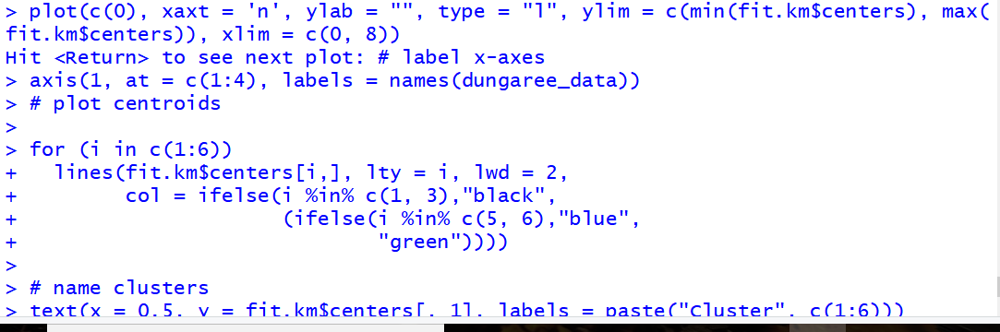 > plot(c(0), xaxt = 'n', ylab = "", type = "l", ylim = c(min(fit.km$centers), max(
fit.km$centers)), xlim = c(0, 8))
Hit <Return> to see next plot: # label x-axes
> axis(1, at = c(1:4), labels = names(dungaree_data))
> # plot centroids
>
> for (i in c(1:6))
+   lines(fit.km$centers[i,], lty = i, lwd = 2,
+         col = ifelse(i %in% c(1, 3),"black",
+                      (ifelse(i %in% c(5, 6),"blue",
+                              "green"))))
>
> # name clusters
> text(x = 0.5, y = fit.km$centers[, 1], labels = paste("Cluster", c(1:6)))